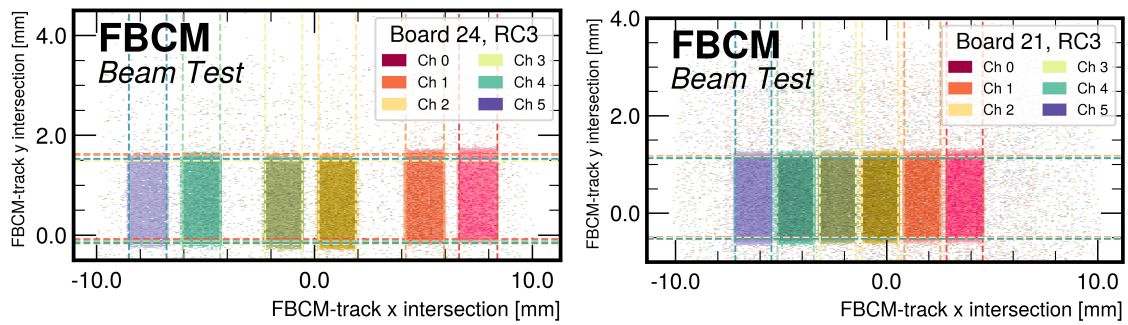 FBCM
Beam Test
Board 24, RC3
Ch 0
Ch 1
Ch 2
Ch 3
Ch 4
Ch 5
4.0
2.0
0.0
-10.0
0.0
10.0
FBCM-track x intersection [mm]
FBCM-track y intersection [mm]
FBCM
Beam Test
Board 21, RC3
Ch 0
Ch 1
Ch 2
Ch 3
Ch 4
Ch 5
4.0
2.0
0.0
-10.0
0.0
10.0
FBCM-track x intersection [mm]
FBCM-track y intersection [mm]